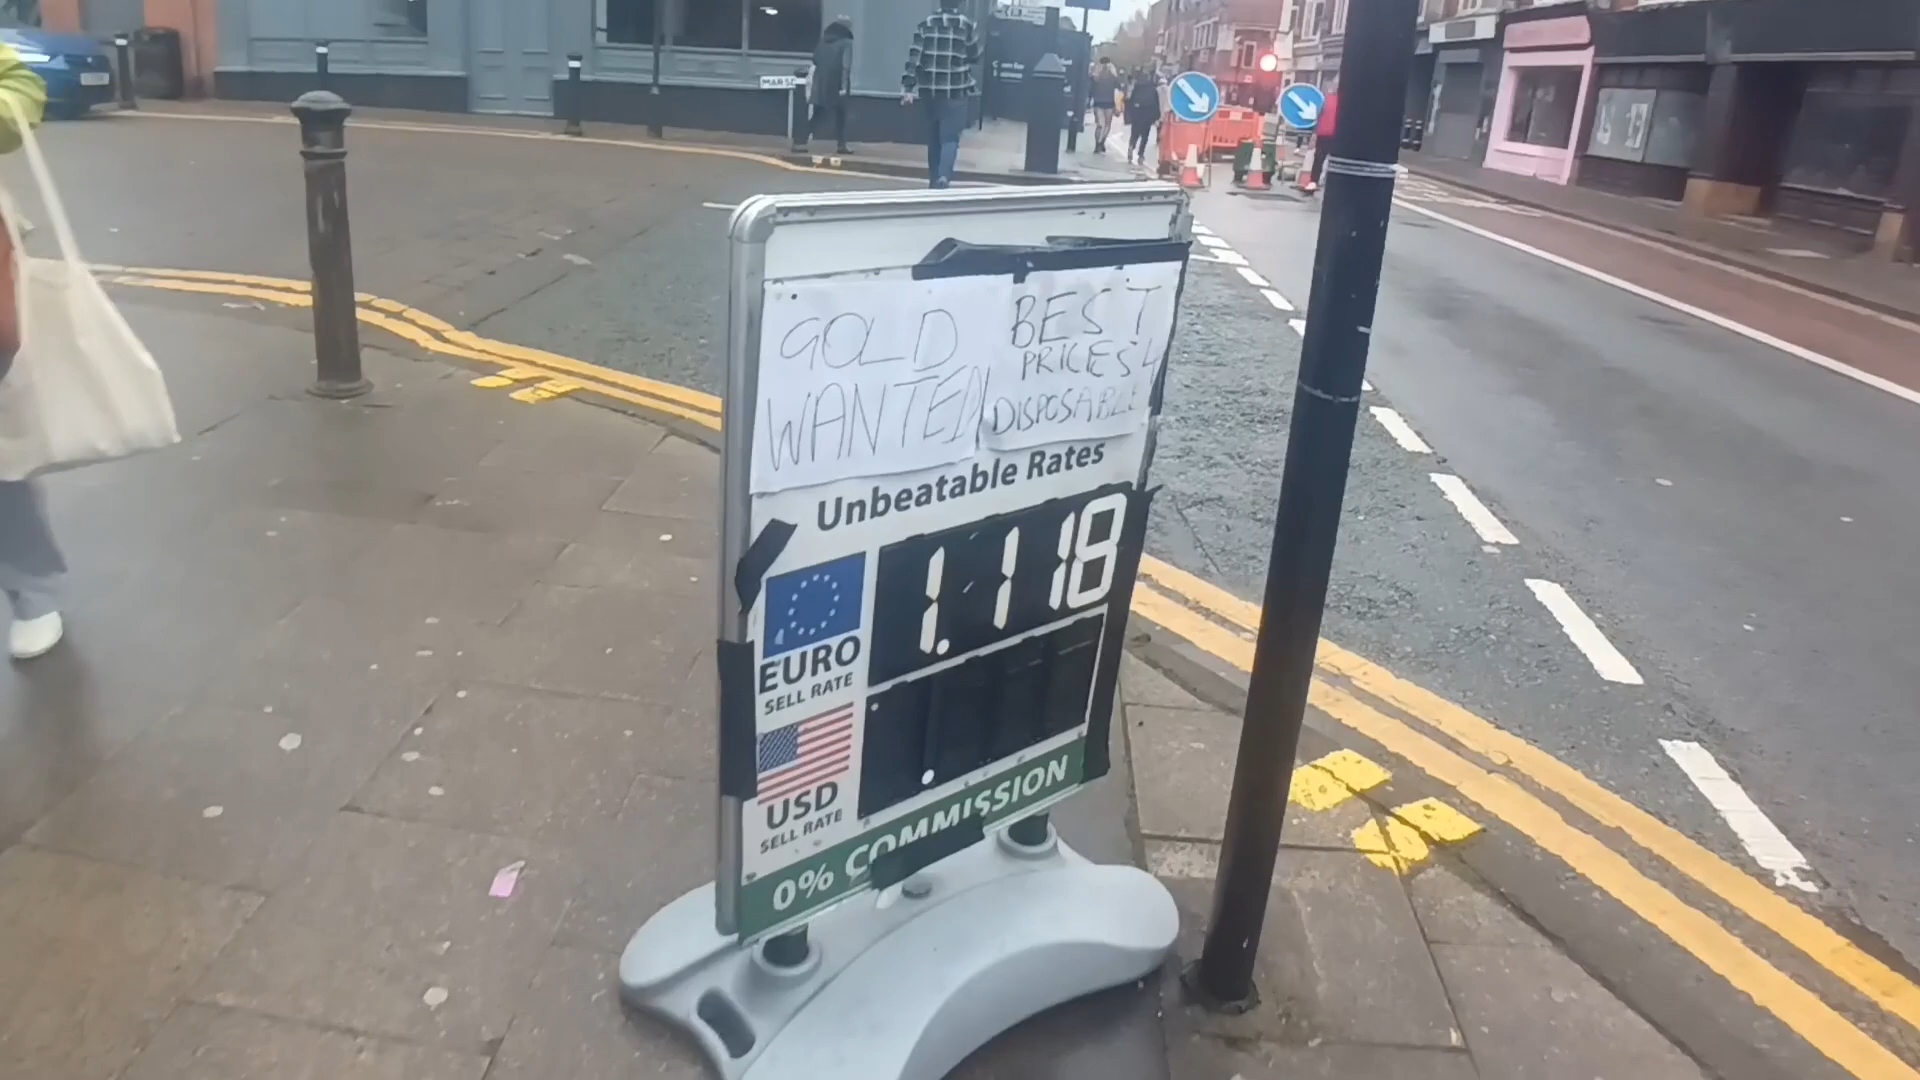 GOLD
WANTED
BEST
PRICES 4
DISPOSABLE
Unbeatable Rates
1.118
EURO
SELL RATE
USD
SELL RATE
0% COMMISSION